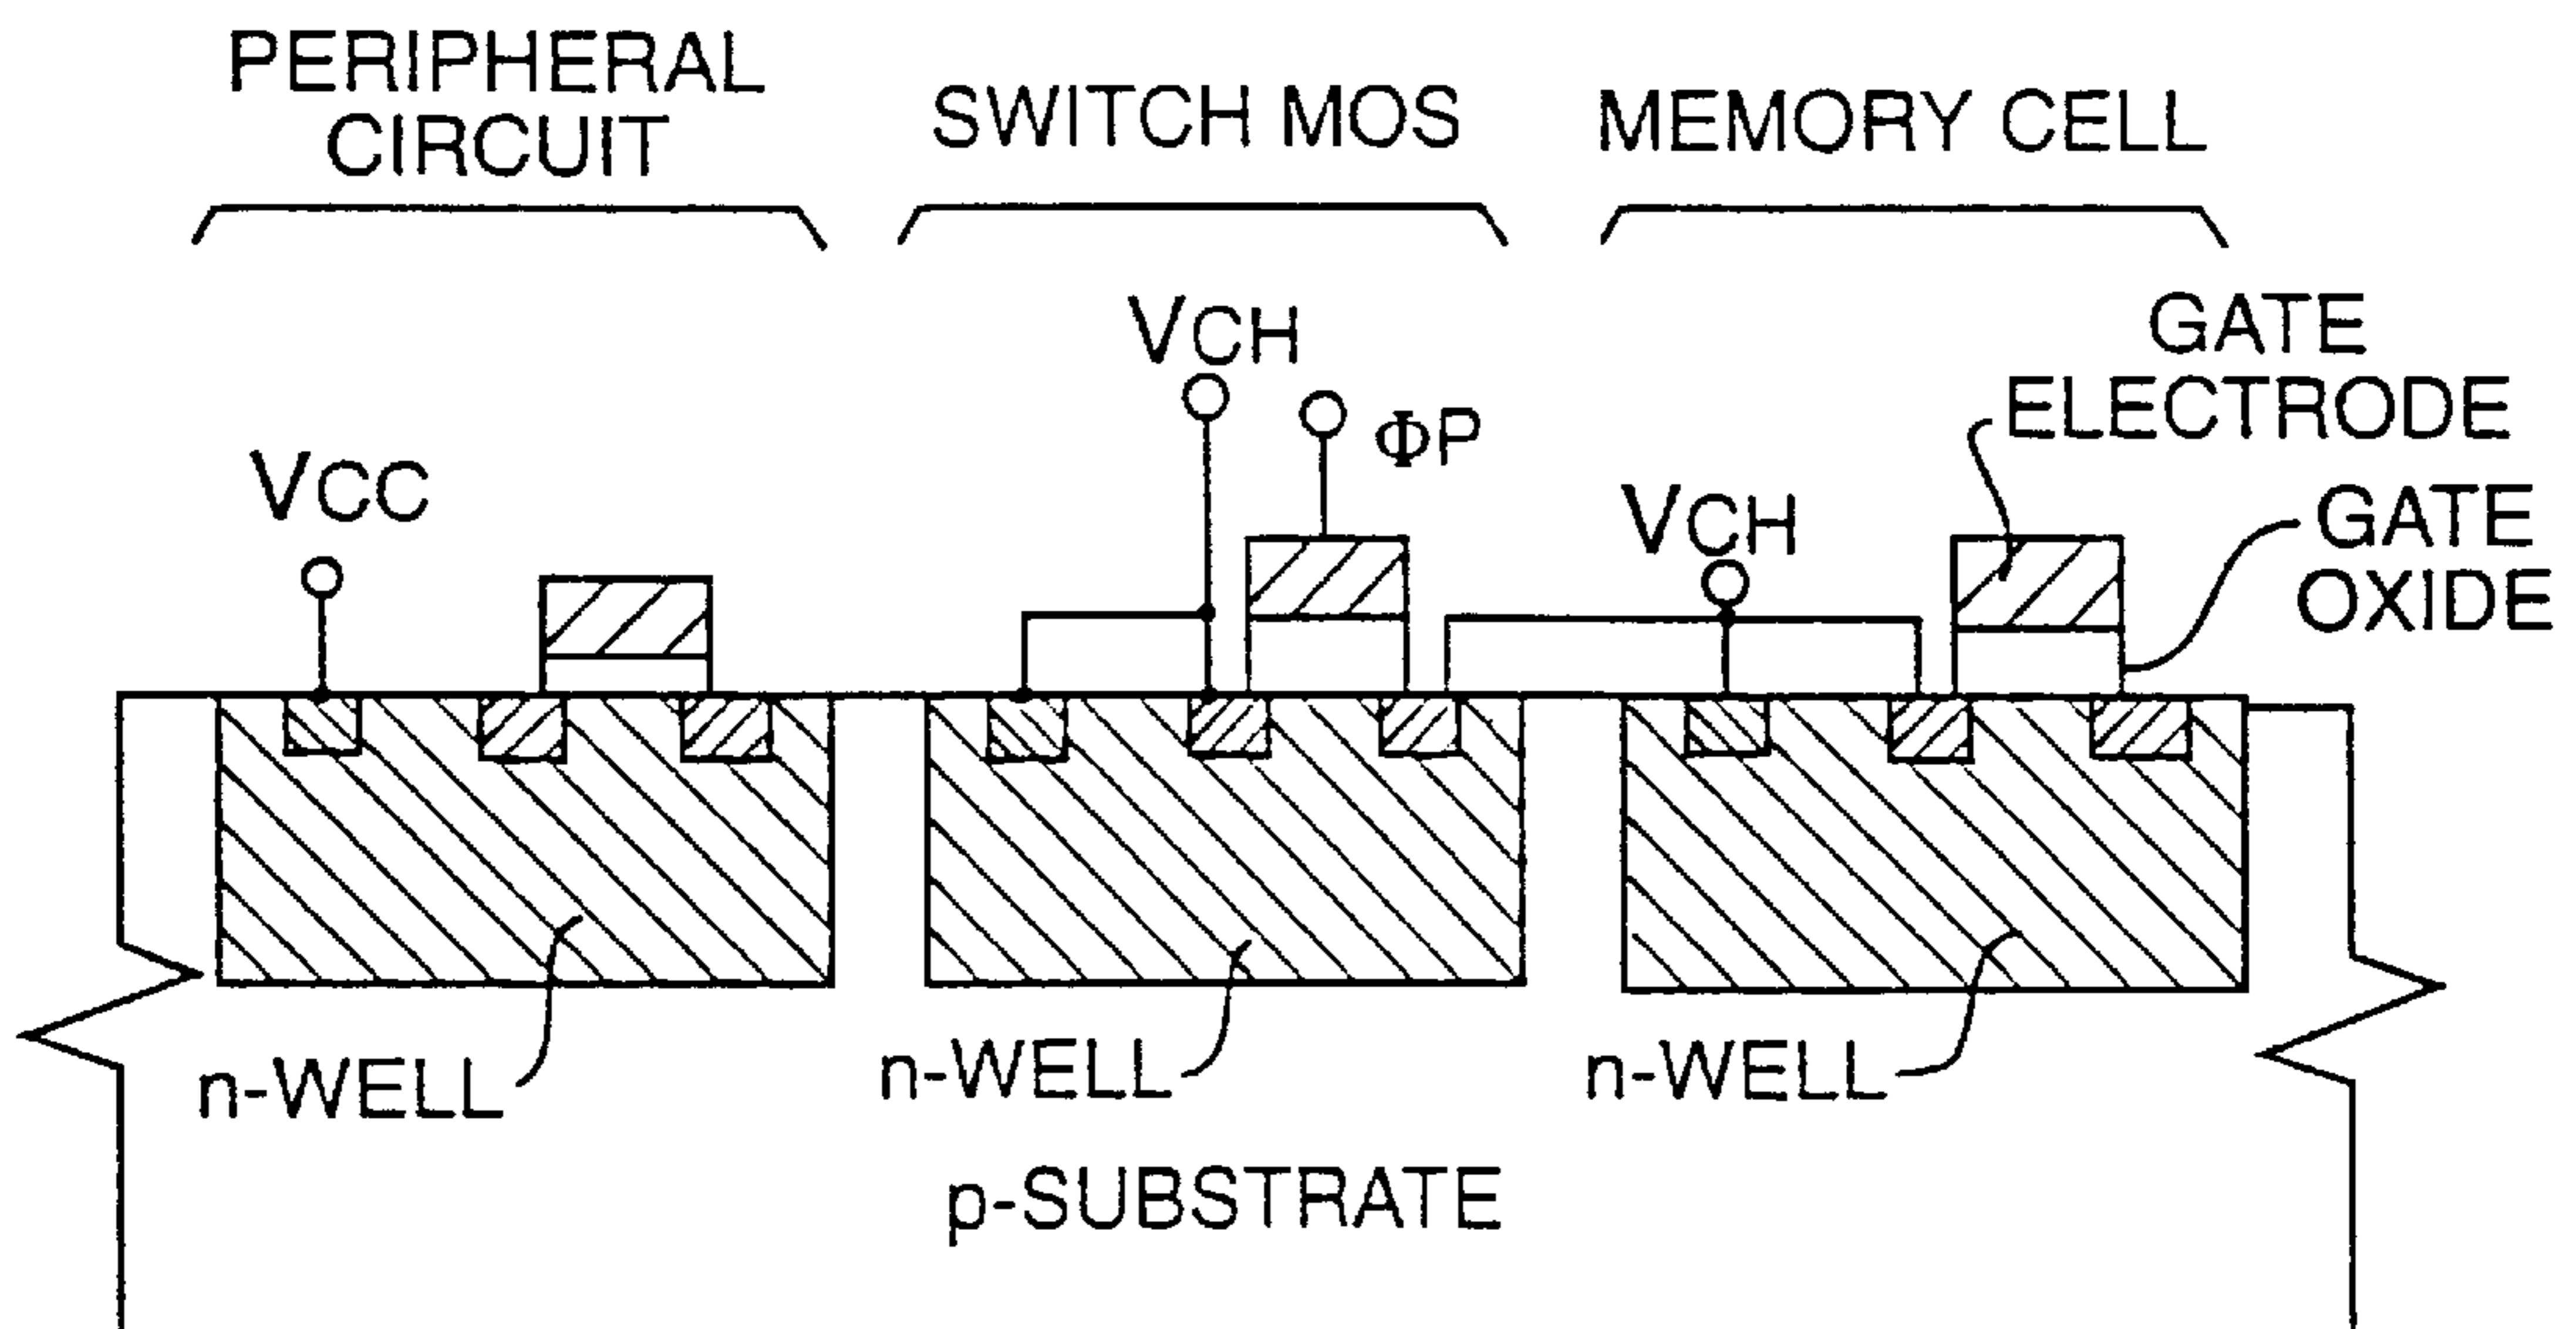 PERIPHERAL
CIRCUIT
SWITCH MOS
MEMORY CELL
VCH
ΦP
VCC
VCH
GATE
ELECTRODE
GATE
OXIDE
n-WELL
n-WELL
n-WELL
p-SUBSTRATE